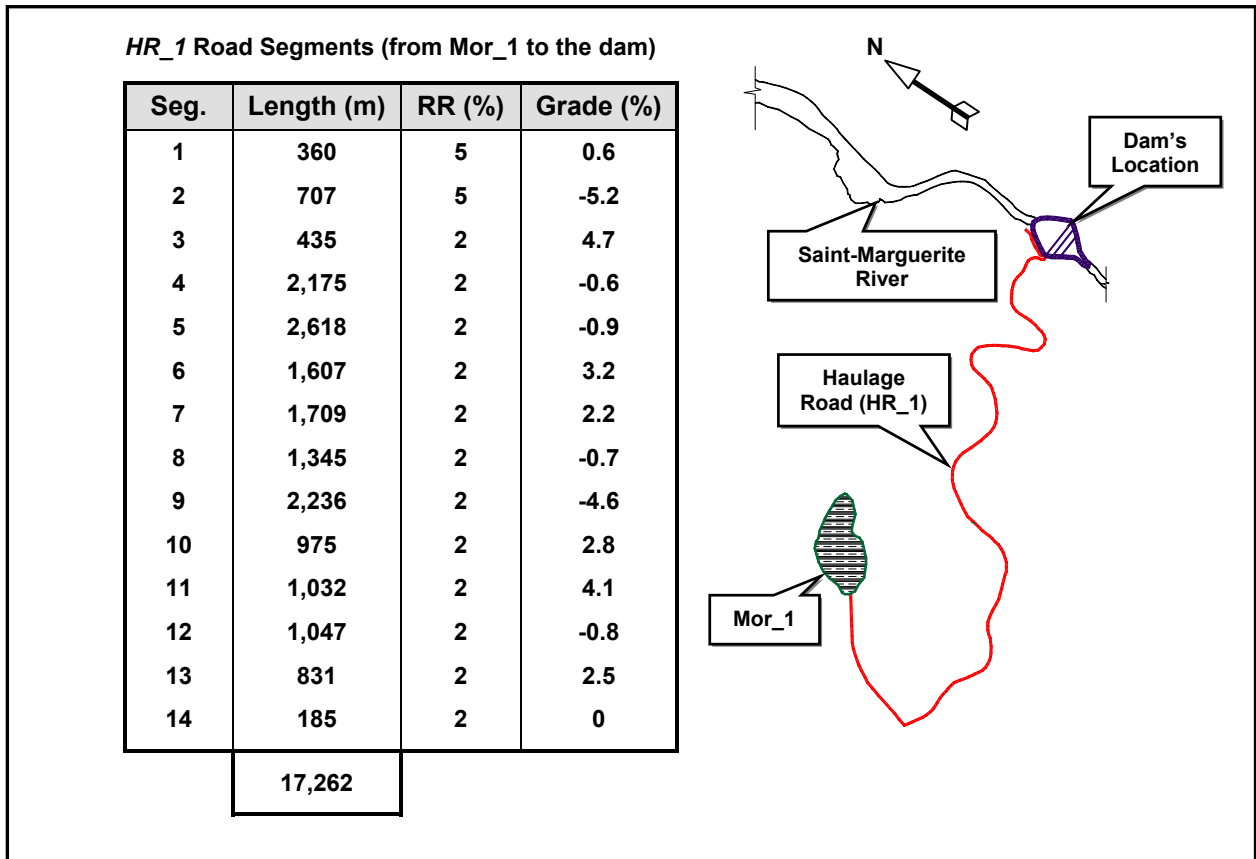 HR_1 Road Segments (from Mor_1 to the dam)
Seg. Length (m) RR (%) Grade (%)
1 360 5 0.6
2 707 5 -5.2
3 435 2 4.7
4 2,175 2 -0.6
5 2,618 2 -0.9
6 1,607 2 3.2
7 1,709 2 2.2
8 1,345 2 -0.7
9 2,236 2 -4.6
10 975 2 2.8
11 1,032 2 4.1
12 1,047 2 -0.8
13 831 2 2.5
14 185 2 0
17,262
N
Dam's
Location
Saint-Marguerite
River
Haulage
Road (HR_1)
Mor_1